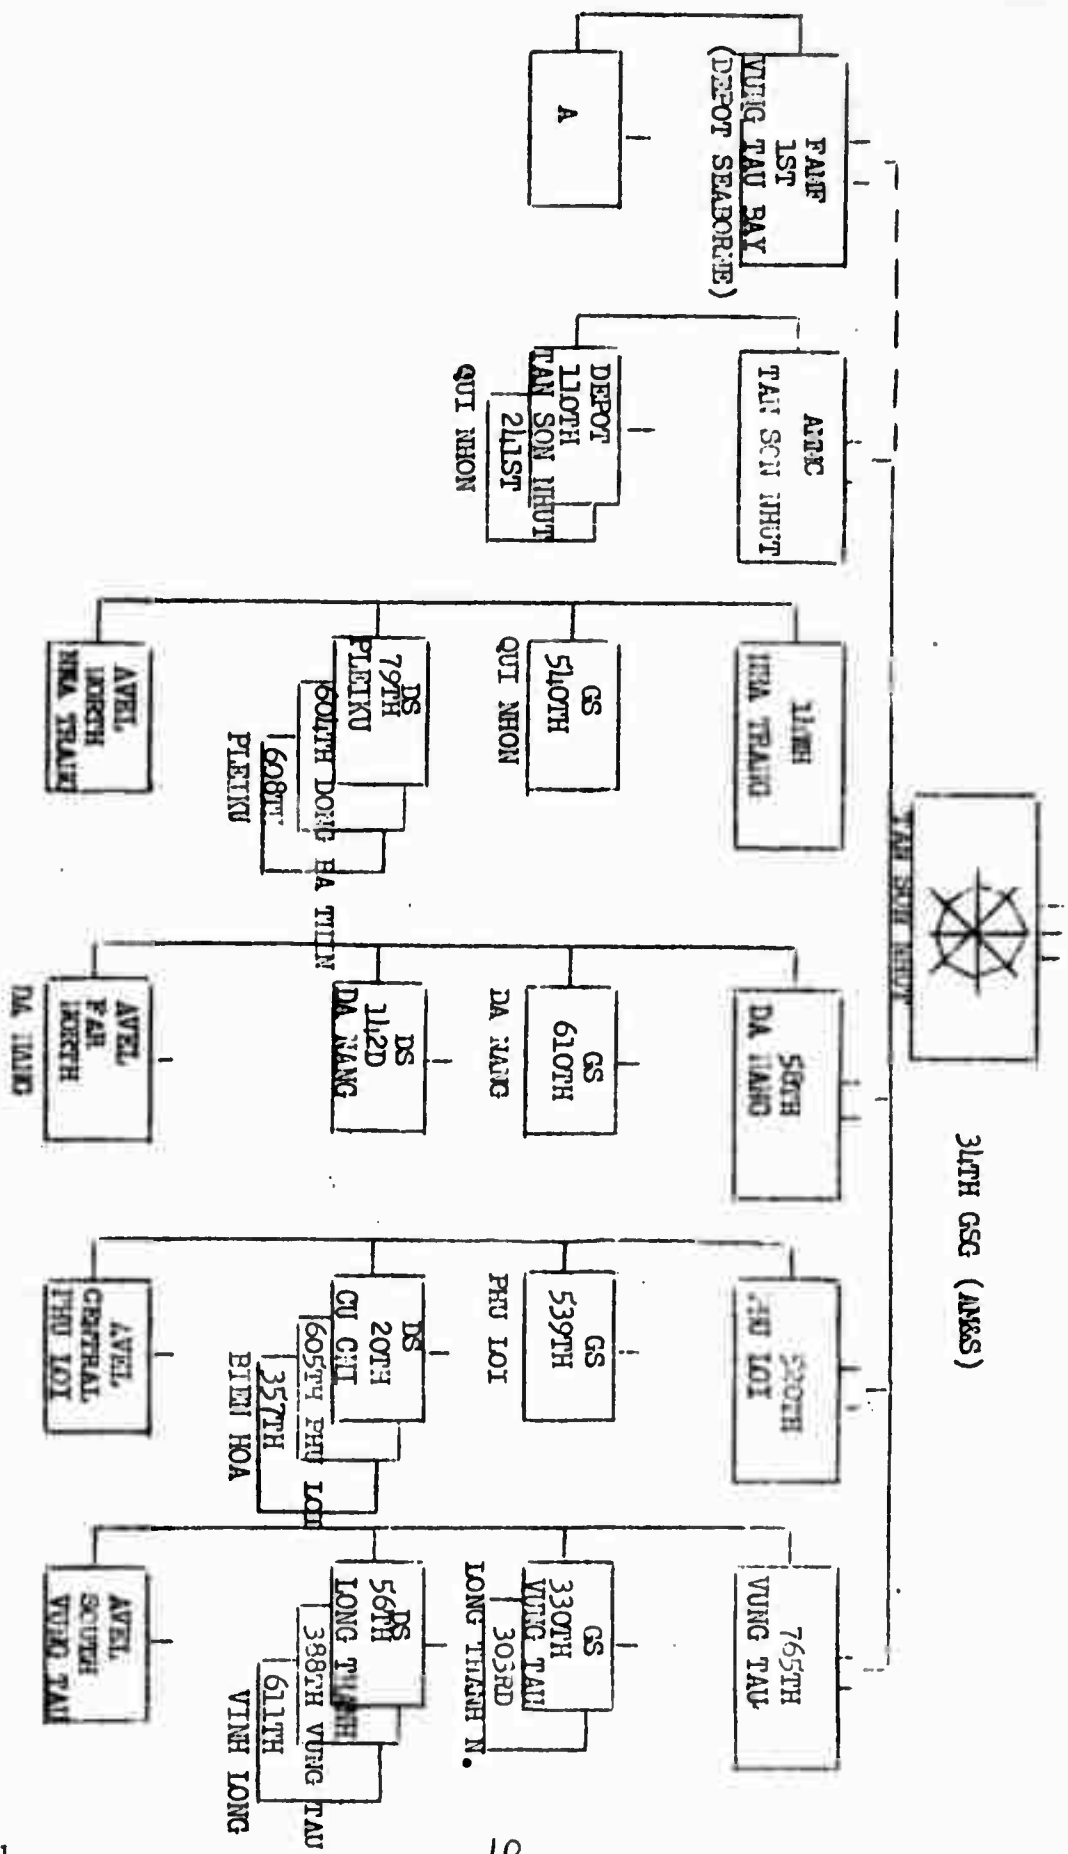 34TH GSG (AM&S)
TAN SON NHUT
FAMF
1ST
VUNG TAU BAY
(DEPOT SEABORNE)
A
AMMC
TAN SON NHUT
DEPOT
110TH
TAN SON NHUT
241ST
QUI NHON
NHA TRANG
GS
540TH
QUI NHON
DS
79TH
PLEIKU
604TH DONG BA THIN
608TH
PLEIKU
AVEL
NORTH
NHA TRANG
58TH
DA NANG
GS
610TH
DA NANG
DS
142D
DA NANG
AVEL
FAR
NORTH
DA NANG
520TH
PHU LOI
GS
539TH
PHU LOI
DS
20TH
CU CHI
605TH PHU LOI
357TH
BIEN HOA
AVEL
CENTRAL
PHU LOI
765TH
VUNG TAU
GS
330TH
VUNG TAU
303RD
LONG THANH N.
DS
56TH
LONG THANH
388TH VUNG TAU
611TH
VINH LONG
AVEL
SOUTH
VUNG TAU